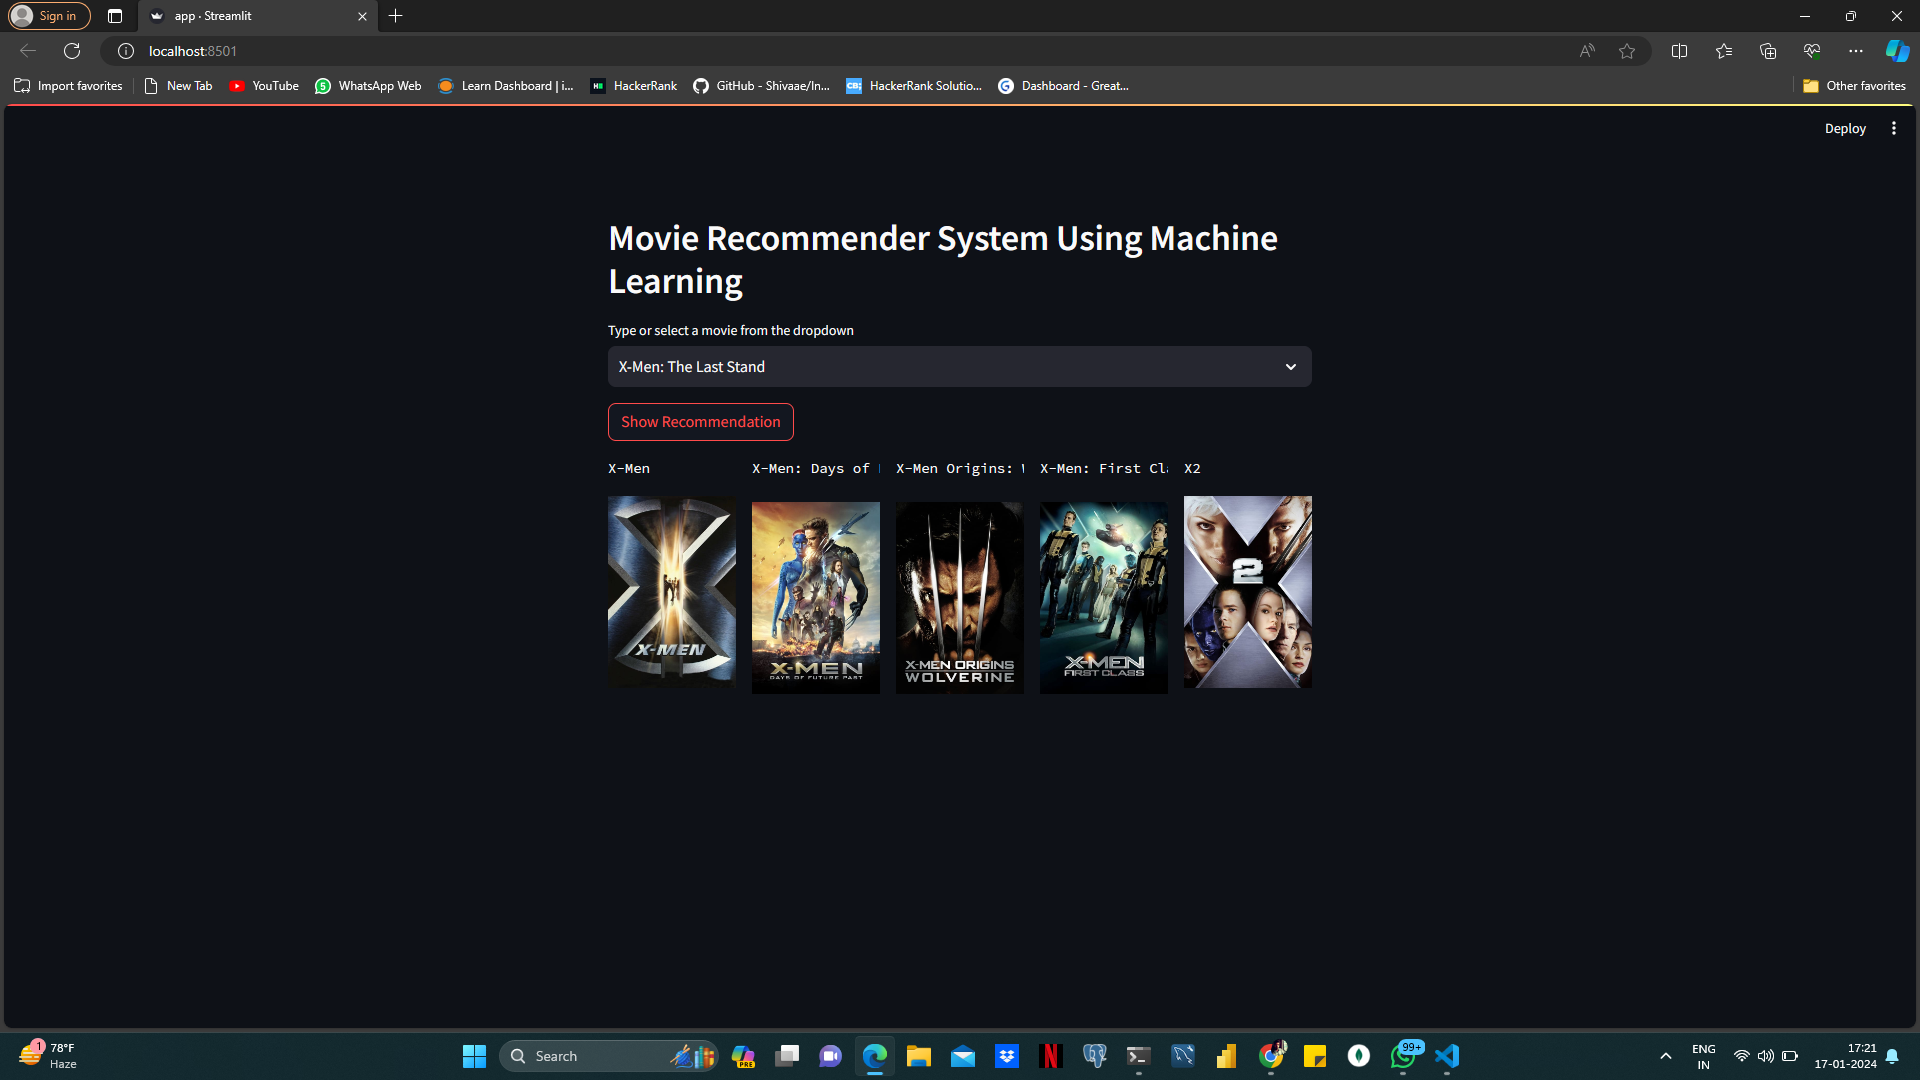 Sign in
app · Streamlit
localhost:8501
Import favorites
New Tab
YouTube
WhatsApp Web
Learn Dashboard | i...
HackerRank
GitHub - Shivaae/In...
HackerRank Solutio...
Dashboard - Great...
Other favorites
Deploy
Movie Recommender System Using Machine
Learning
Type or select a movie from the dropdown
X-Men: The Last Stand
Show Recommendation
X-Men
X-Men: Days of
X-Men Origins:
X-Men: First Cl
X2
X-MEN
X-MEN
DAYS OF FUTURE PAST
X-MEN ORIGINS
WOLVERINE
X-MEN
FIRST CLASS
2
1
78°F
Haze
Search
PRE
99+
ENG
IN
17:21
17-01-2024